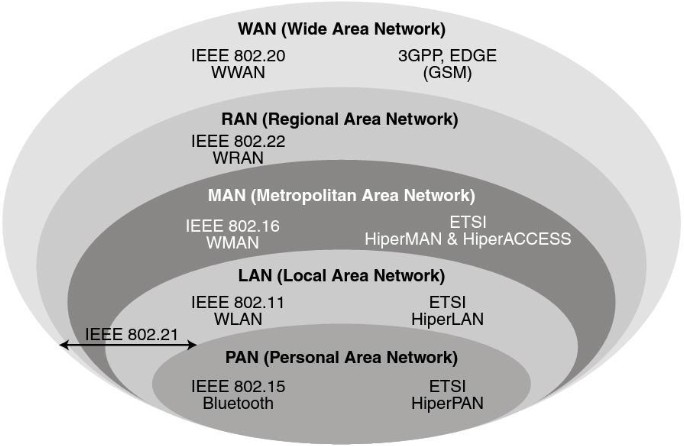 WAN (Wide Area Network)
IEEE 802.20
WWAN
3GPP, EDGE
(GSM)
RAN (Regional Area Network)
IEEE 802.22
WRAN
MAN (Metropolitan Area Network)
IEEE 802.16
WMAN
ETSI
HiperMAN & HiperACCESS
LAN (Local Area Network)
IEEE 802.11
WLAN
ETSI
HiperLAN
IEEE 802.21
PAN (Personal Area Network)
IEEE 802.15
Bluetooth
ETSI
HiperPAN